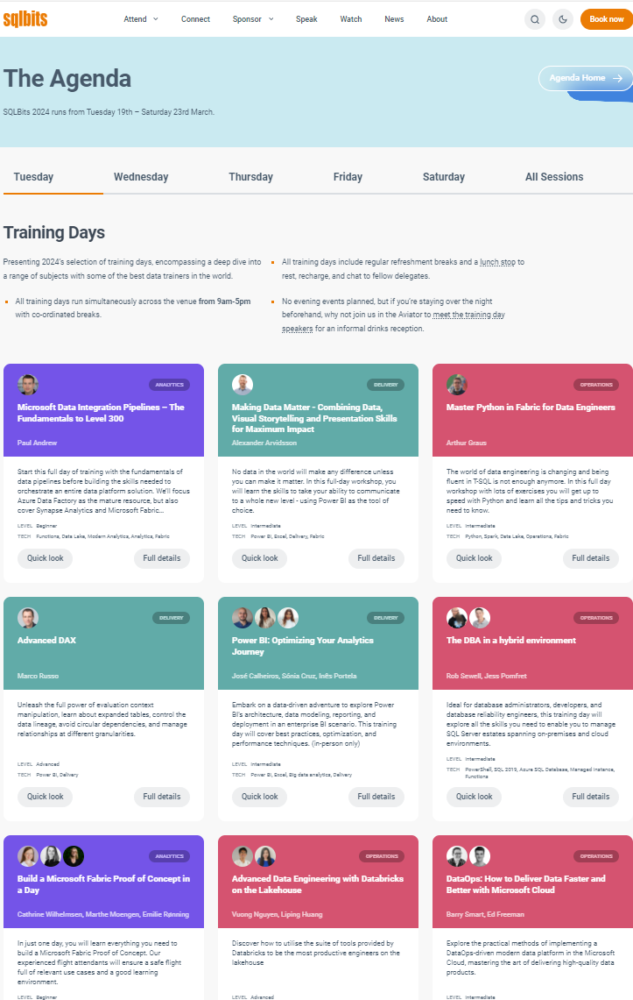 sqlbits
Attend Connect Sponsor Speak Watch News About Book now
The Agenda
Agenda Home
SQLBits 2024 runs from Tuesday 19th – Saturday 23rd March.
Tuesday Wednesday Thursday Friday Saturday All Sessions
Training Days
Presenting 2024's selection of training days, encompassing a deep dive into
a range of subjects with some of the best data trainers in the world.
All training days run simultaneously across the venue from 9am-5pm
with co-ordinated breaks.
All training days include regular refreshment breaks and a lunch stop to
rest, recharge, and chat to fellow delegates.
No evening events planned, but if you're staying over the night
beforehand, why not join us in the Aviator to meet the training day
speakers for an informal drinks reception.
ANALYTICS
Microsoft Data Integration Pipelines – The
Fundamentals to Level 300
Paul Andrew
Start this full day of training with the fundamentals of
data pipelines before building the skills needed to
orchestrate an entire data platform solution. We'll focus
Azure Data Factory as the mature resource, but also
cover Synapse Analytics and Microsoft Fabric...
LEVEL Beginner
TECH Functions, Data Lake, Modern Analytics, Analytics, Fabric
Quick look Full details
DELIVERY
Making Data Matter - Combining Data,
Visual Storytelling and Presentation Skills
for Maximum Impact
Alexander Arvidsson
No data in the world will make any difference unless
you can make it matter. In this full-day workshop, you
will learn the skills to take your ability to communicate
to a whole new level - using Power BI as the tool of
choice.
LEVEL Intermediate
TECH Power BI, Excel, Delivery, Fabric
Quick look Full details
OPERATIONS
Master Python in Fabric for Data Engineers
Arthur Graus
The world of data engineering is changing and being
fluent in T-SQL is not enough anymore. In this full day
workshop with lots of exercises you will get up to
speed with Python and learn all the tips and tricks you
need to know.
LEVEL Intermediate
TECH Python, Spark, Data Lake, Operations, Fabric
Quick look Full details
DELIVERY
Advanced DAX
Marco Russo
Unleash the full power of evaluation context
manipulation, learn about expanded tables, control the
data lineage, avoid circular dependencies, and manage
relationships at different granularities.
LEVEL Advanced
TECH Power BI, Delivery
Quick look Full details
DELIVERY
Power BI: Optimizing Your Analytics
Journey
José Calheiros, Sónia Cruz, Inês Portela
Embark on a data-driven adventure to explore Power
BI's architecture, data modeling, reporting, and
deployment in an enterprise BI scenario. This training
day will cover best practices, optimization, and
performance techniques. (in-person only)
LEVEL Intermediate
TECH Power BI, Excel, Big data analytics, Delivery
Quick look Full details
OPERATIONS
The DBA in a hybrid environment
Rob Sewell, Jess Pomfret
Ideal for database administrators, developers, and
database reliability engineers, this training day will
explore all the skills you need to enable you to manage
SQL Server estates spanning on-premises and cloud
environments.
LEVEL Intermediate
TECH PowerShell, SQL 2019, Azure SQL Database, Managed Instance,
Functions
Quick look Full details
ANALYTICS
Build a Microsoft Fabric Proof of Concept in
a Day
Cathrine Wilhelmsen, Marthe Moengen, Emilie Rønning
In just one day, you will learn everything you need to
build a Microsoft Fabric Proof of Concept. Our
experienced flight attendants will ensure a safe flight
full of relevant use cases and a good learning
environment.
LEVEL Beginner
OPERATIONS
Advanced Data Engineering with Databricks
on the Lakehouse
Vuong Nguyen, Liping Huang
Discover how to utilise the suite of tools provided by
Databricks to be the most productive engineers on the
lakehouse
LEVEL Advanced
OPERATIONS
DataOps: How to Deliver Data Faster and
Better with Microsoft Cloud
Barry Smart, Ed Freeman
Explore the practical methods of implementing a
DataOps-driven modern data platform in the Microsoft
Cloud, mastering the art of delivering high-quality data
products.
LEVEL Intermediate